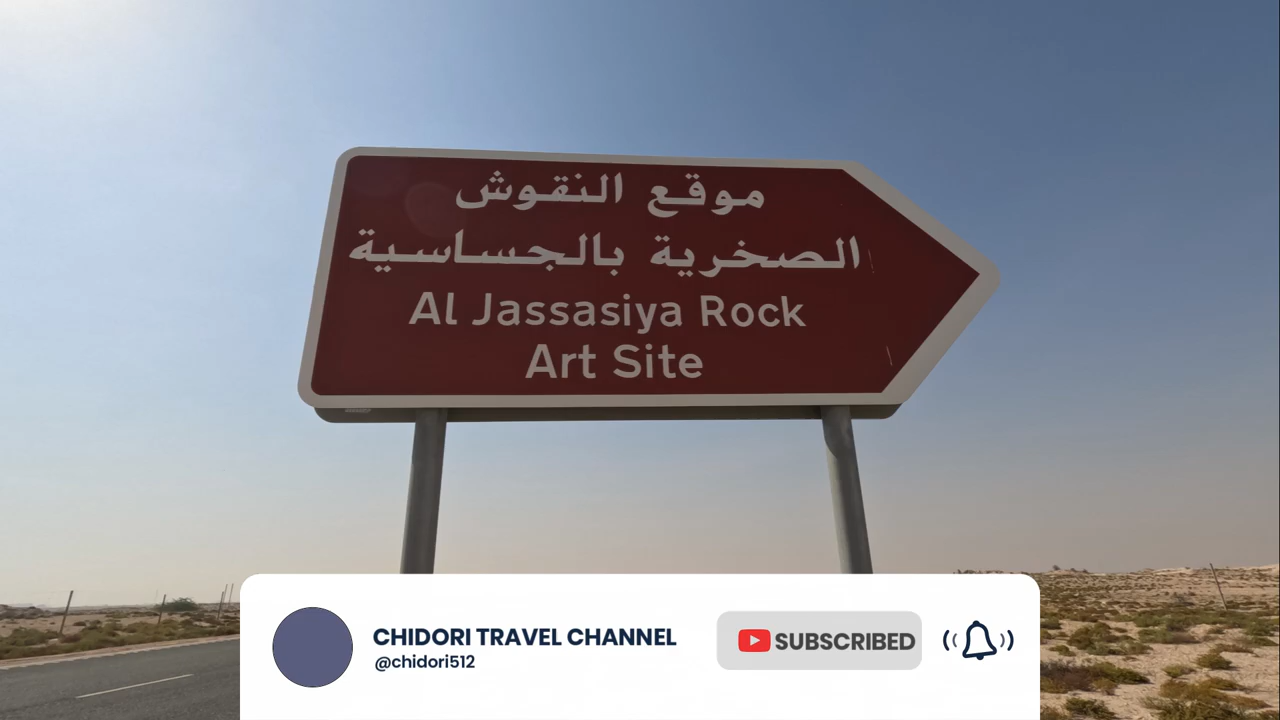 موقع النقوش
الصخرية بالجساسية
Al Jassasiya Rock
Art Site
CHIDORI TRAVEL CHANNEL
@chidori512
SUBSCRIBED